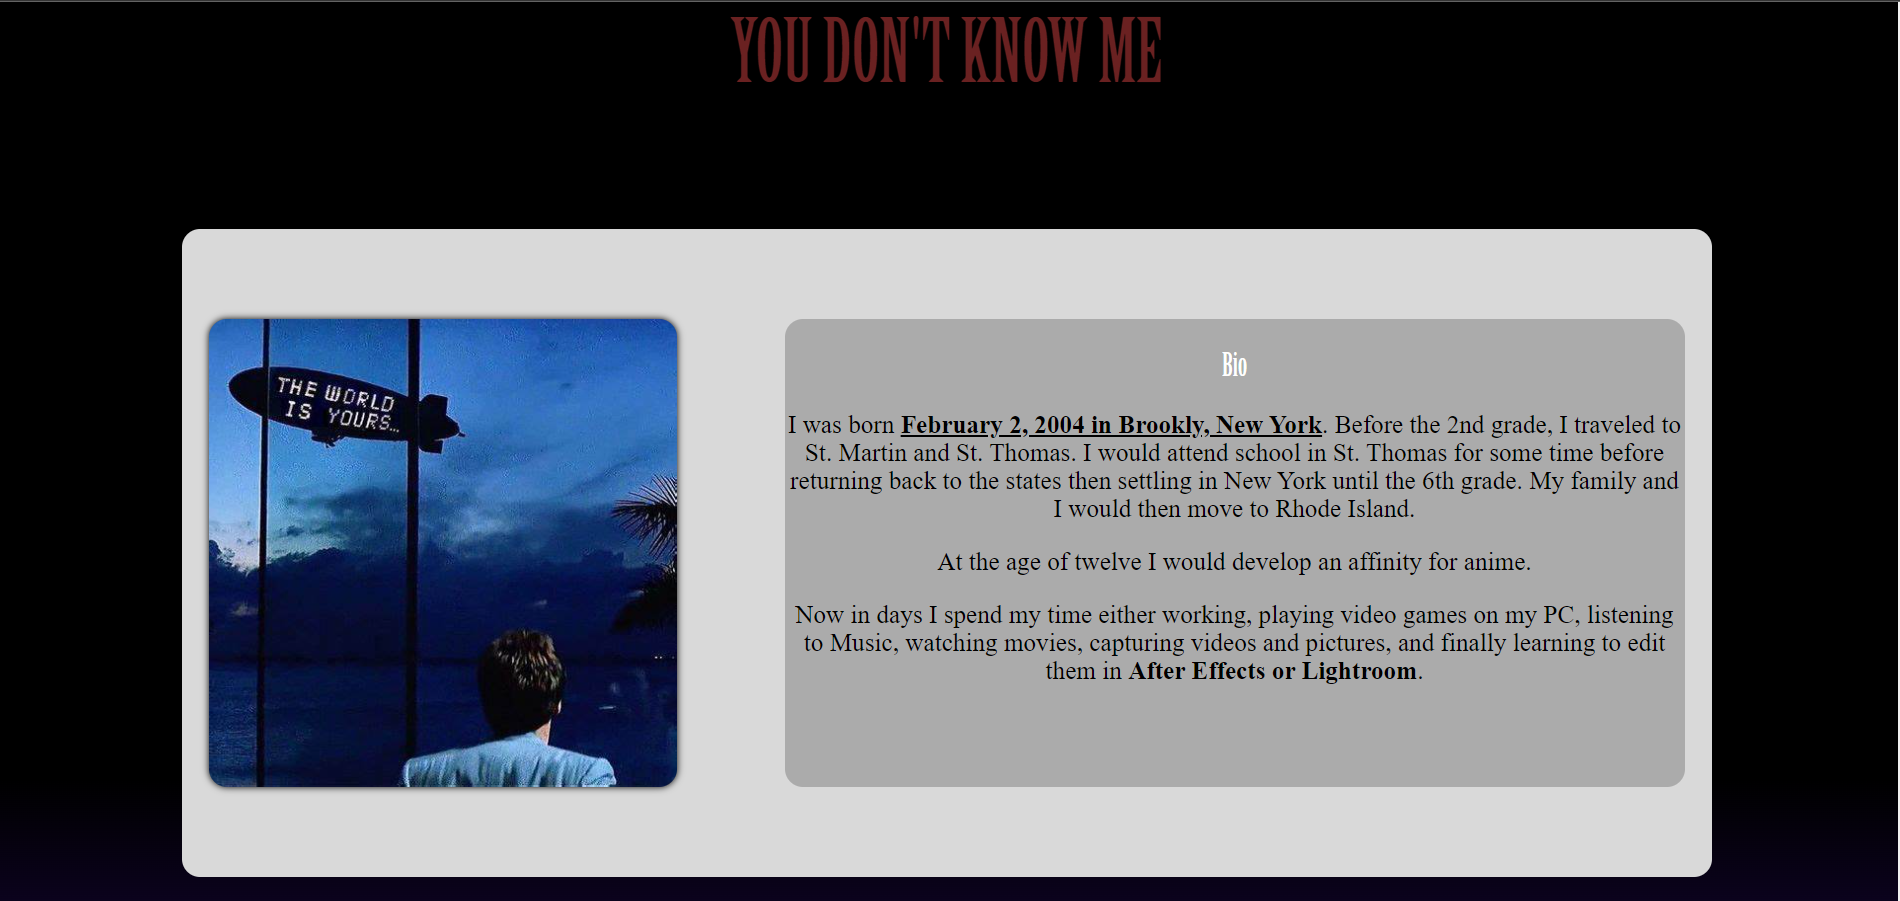 YOU DON'T KNOW ME
THE WORLD
IS YOURS...
Bio
I was born February 2, 2004 in Brookly, New York. Before the 2nd grade, I traveled to
St. Martin and St. Thomas. I would attend school in St. Thomas for some time before
returning back to the states then settling in New York until the 6th grade. My family and
I would then move to Rhode Island.
At the age of twelve I would develop an affinity for anime.
Now in days I spend my time either working, playing video games on my PC, listening
to Music, watching movies, capturing videos and pictures, and finally learning to edit
them in After Effects or Lightroom.